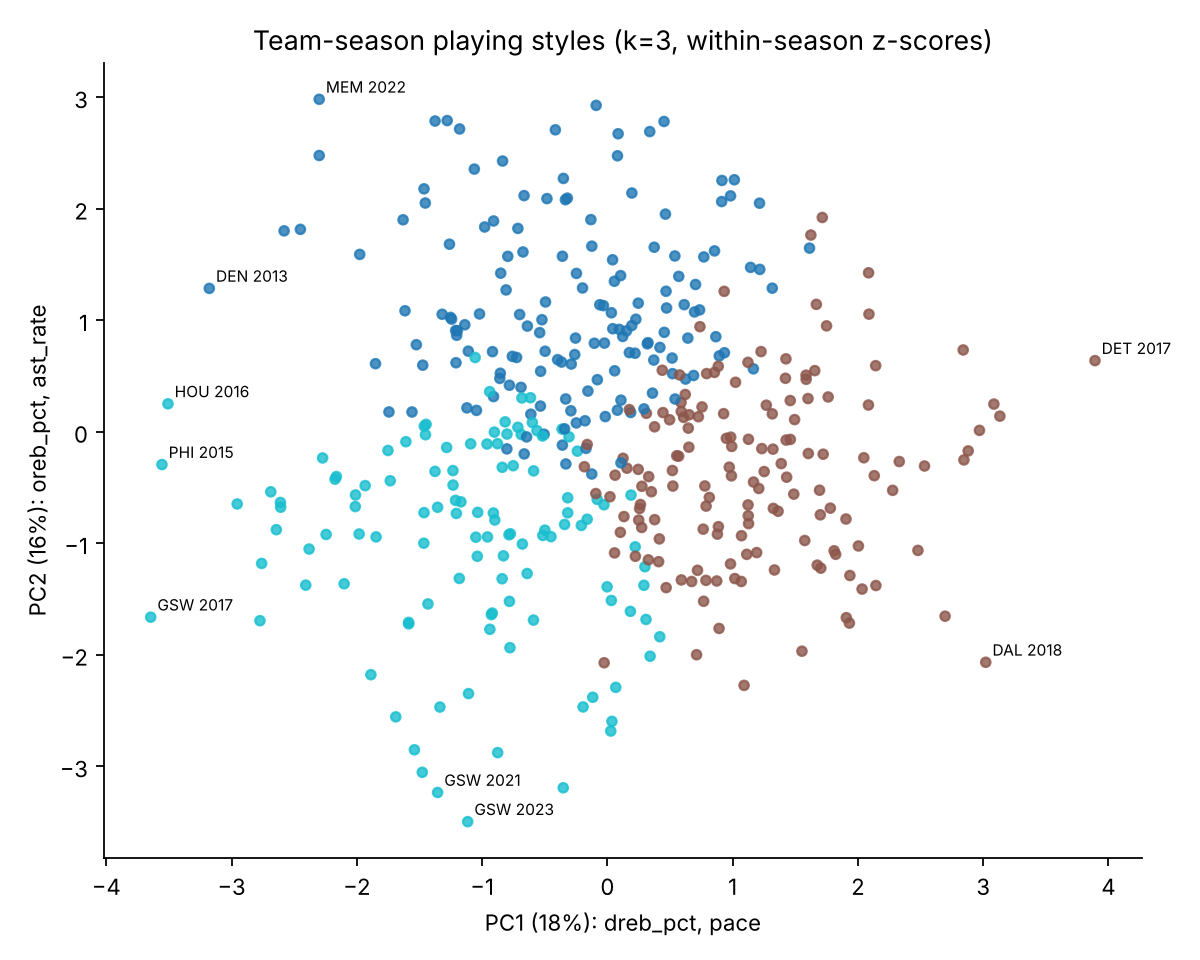 Team-season playing styles (k=3, within-season z-scores)
PC2 (16%): oreb_pct, ast_rate
3
2
1
0
−1
−2
−3
MEM 2022
DEN 2013
DET 2017
HOU 2016
PHI 2015
GSW 2017
DAL 2018
GSW 2021
GSW 2023
−4
−3
−2
−1
0
1
2
3
4
PC1 (18%): dreb_pct, pace